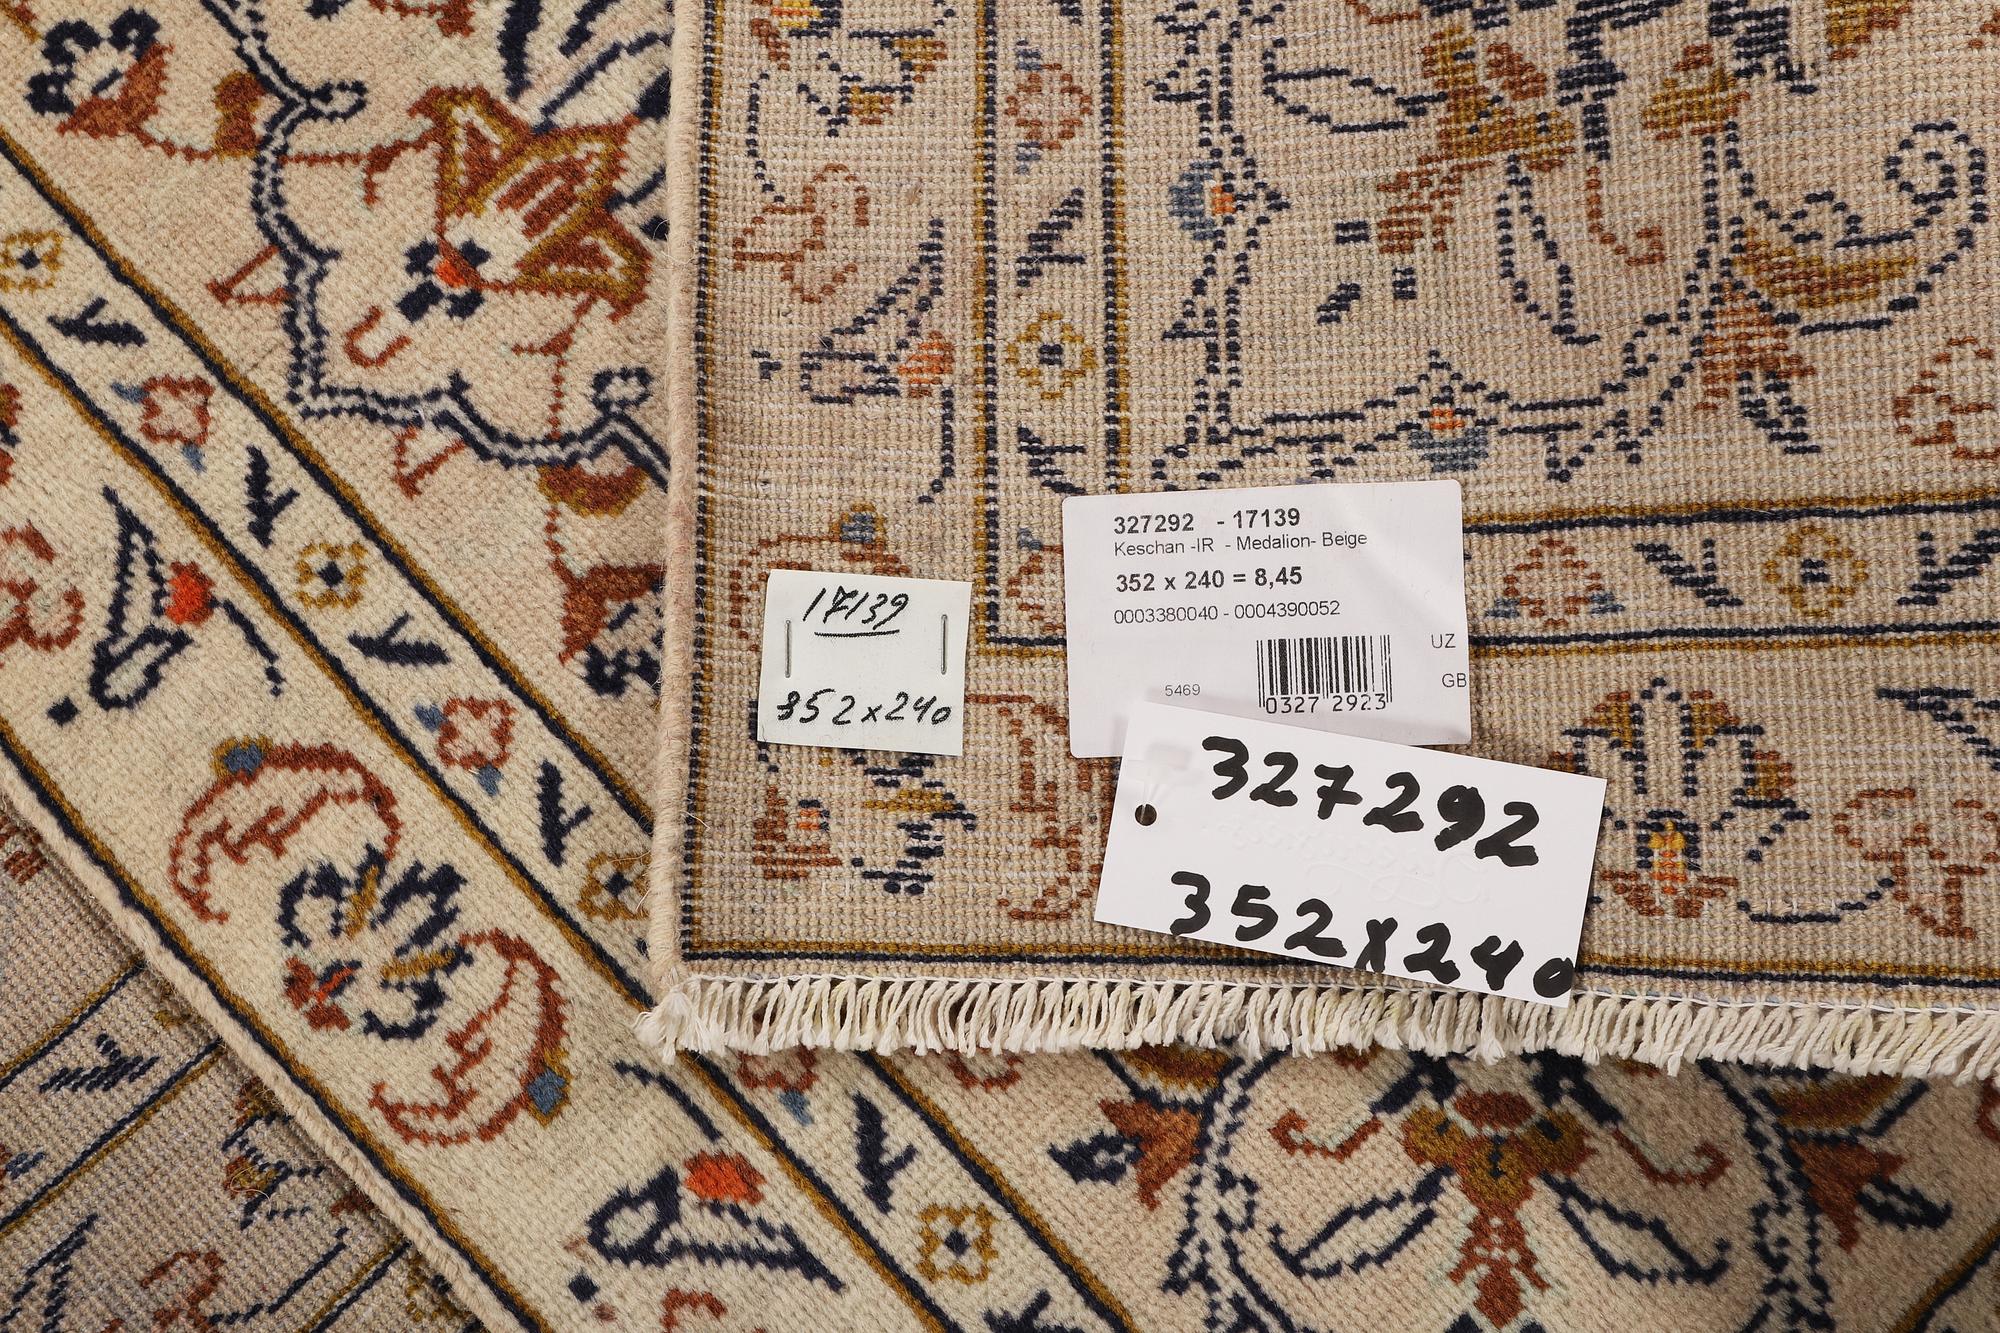 17139
352x240
327292 - 17139
Keschan -IR - Medalion- Beige
352 x 240 = 8,45
0003380040 - 0004390052
UZ
5469
GB
0327 2923
327292
352x240